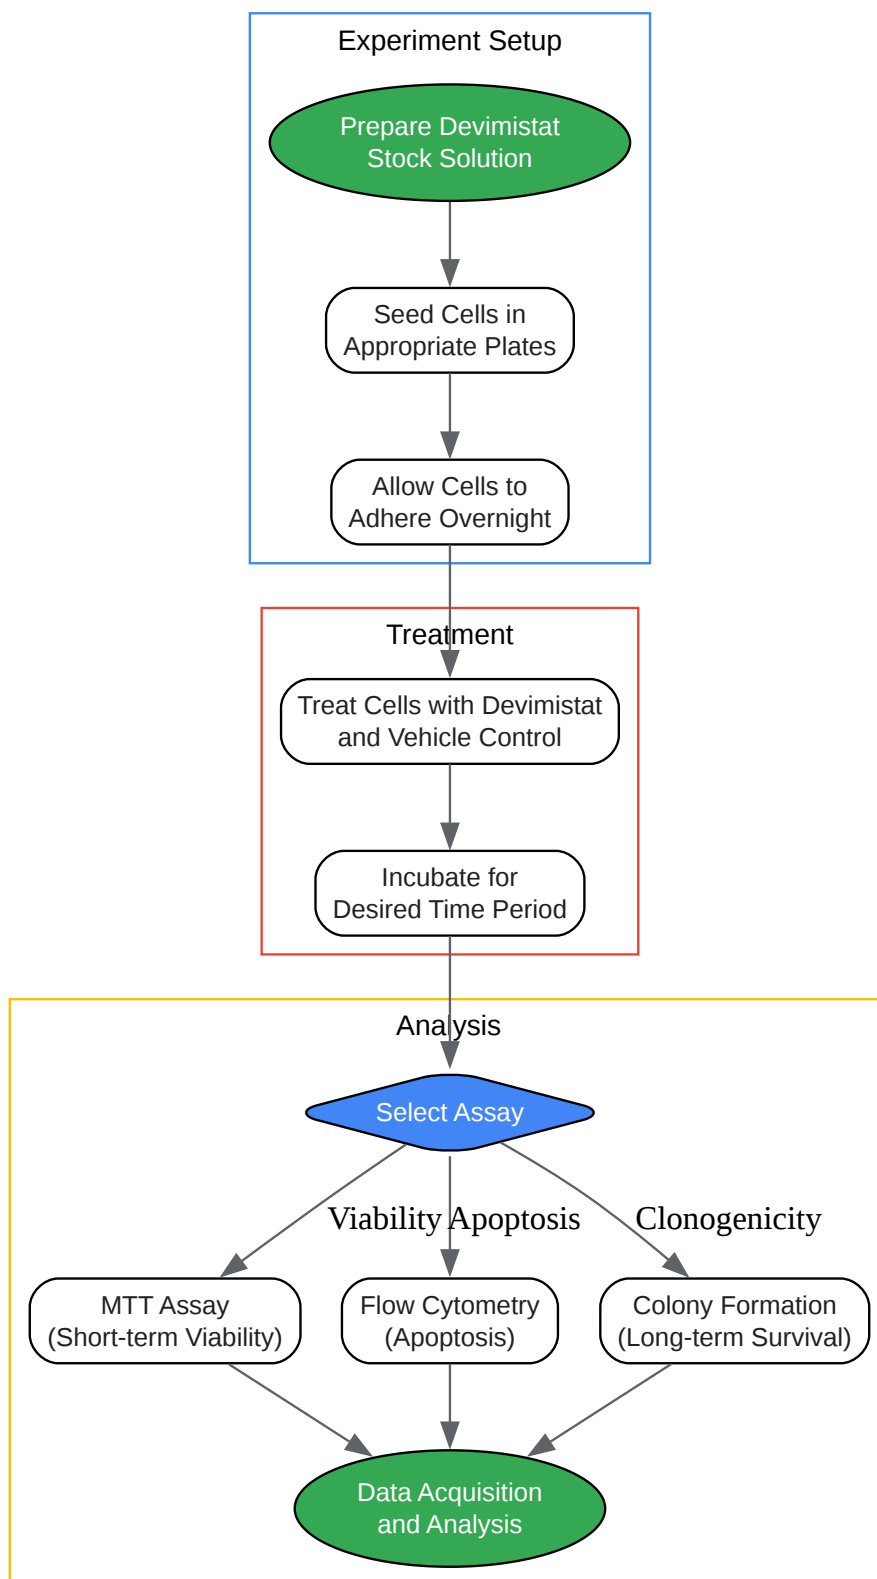 Experiment Setup
Prepare Devimistat
Stock Solution
Seed Cells in
Appropriate Plates
Allow Cells to
Adhere Overnight
Treatment
Treat Cells with Devimistat
and Vehicle Control
Incubate for
Desired Time Period
Analysis
Select Assay
Viability
Apoptosis
Clonogenicity
MTT Assay
(Short-term Viability)
Flow Cytometry
(Apoptosis)
Colony Formation
(Long-term Survival)
Data Acquisition
and Analysis